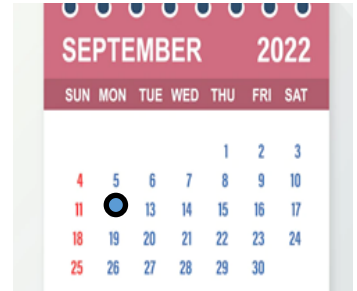 SEPTEMBER 2022
SUN MON TUE WED THU FRI SAT
1 2 3
4 5 6 7 8 9 10
11 13 14 15 16 17
18 19 20 21 22 23 24
25 26 27 28 29 30